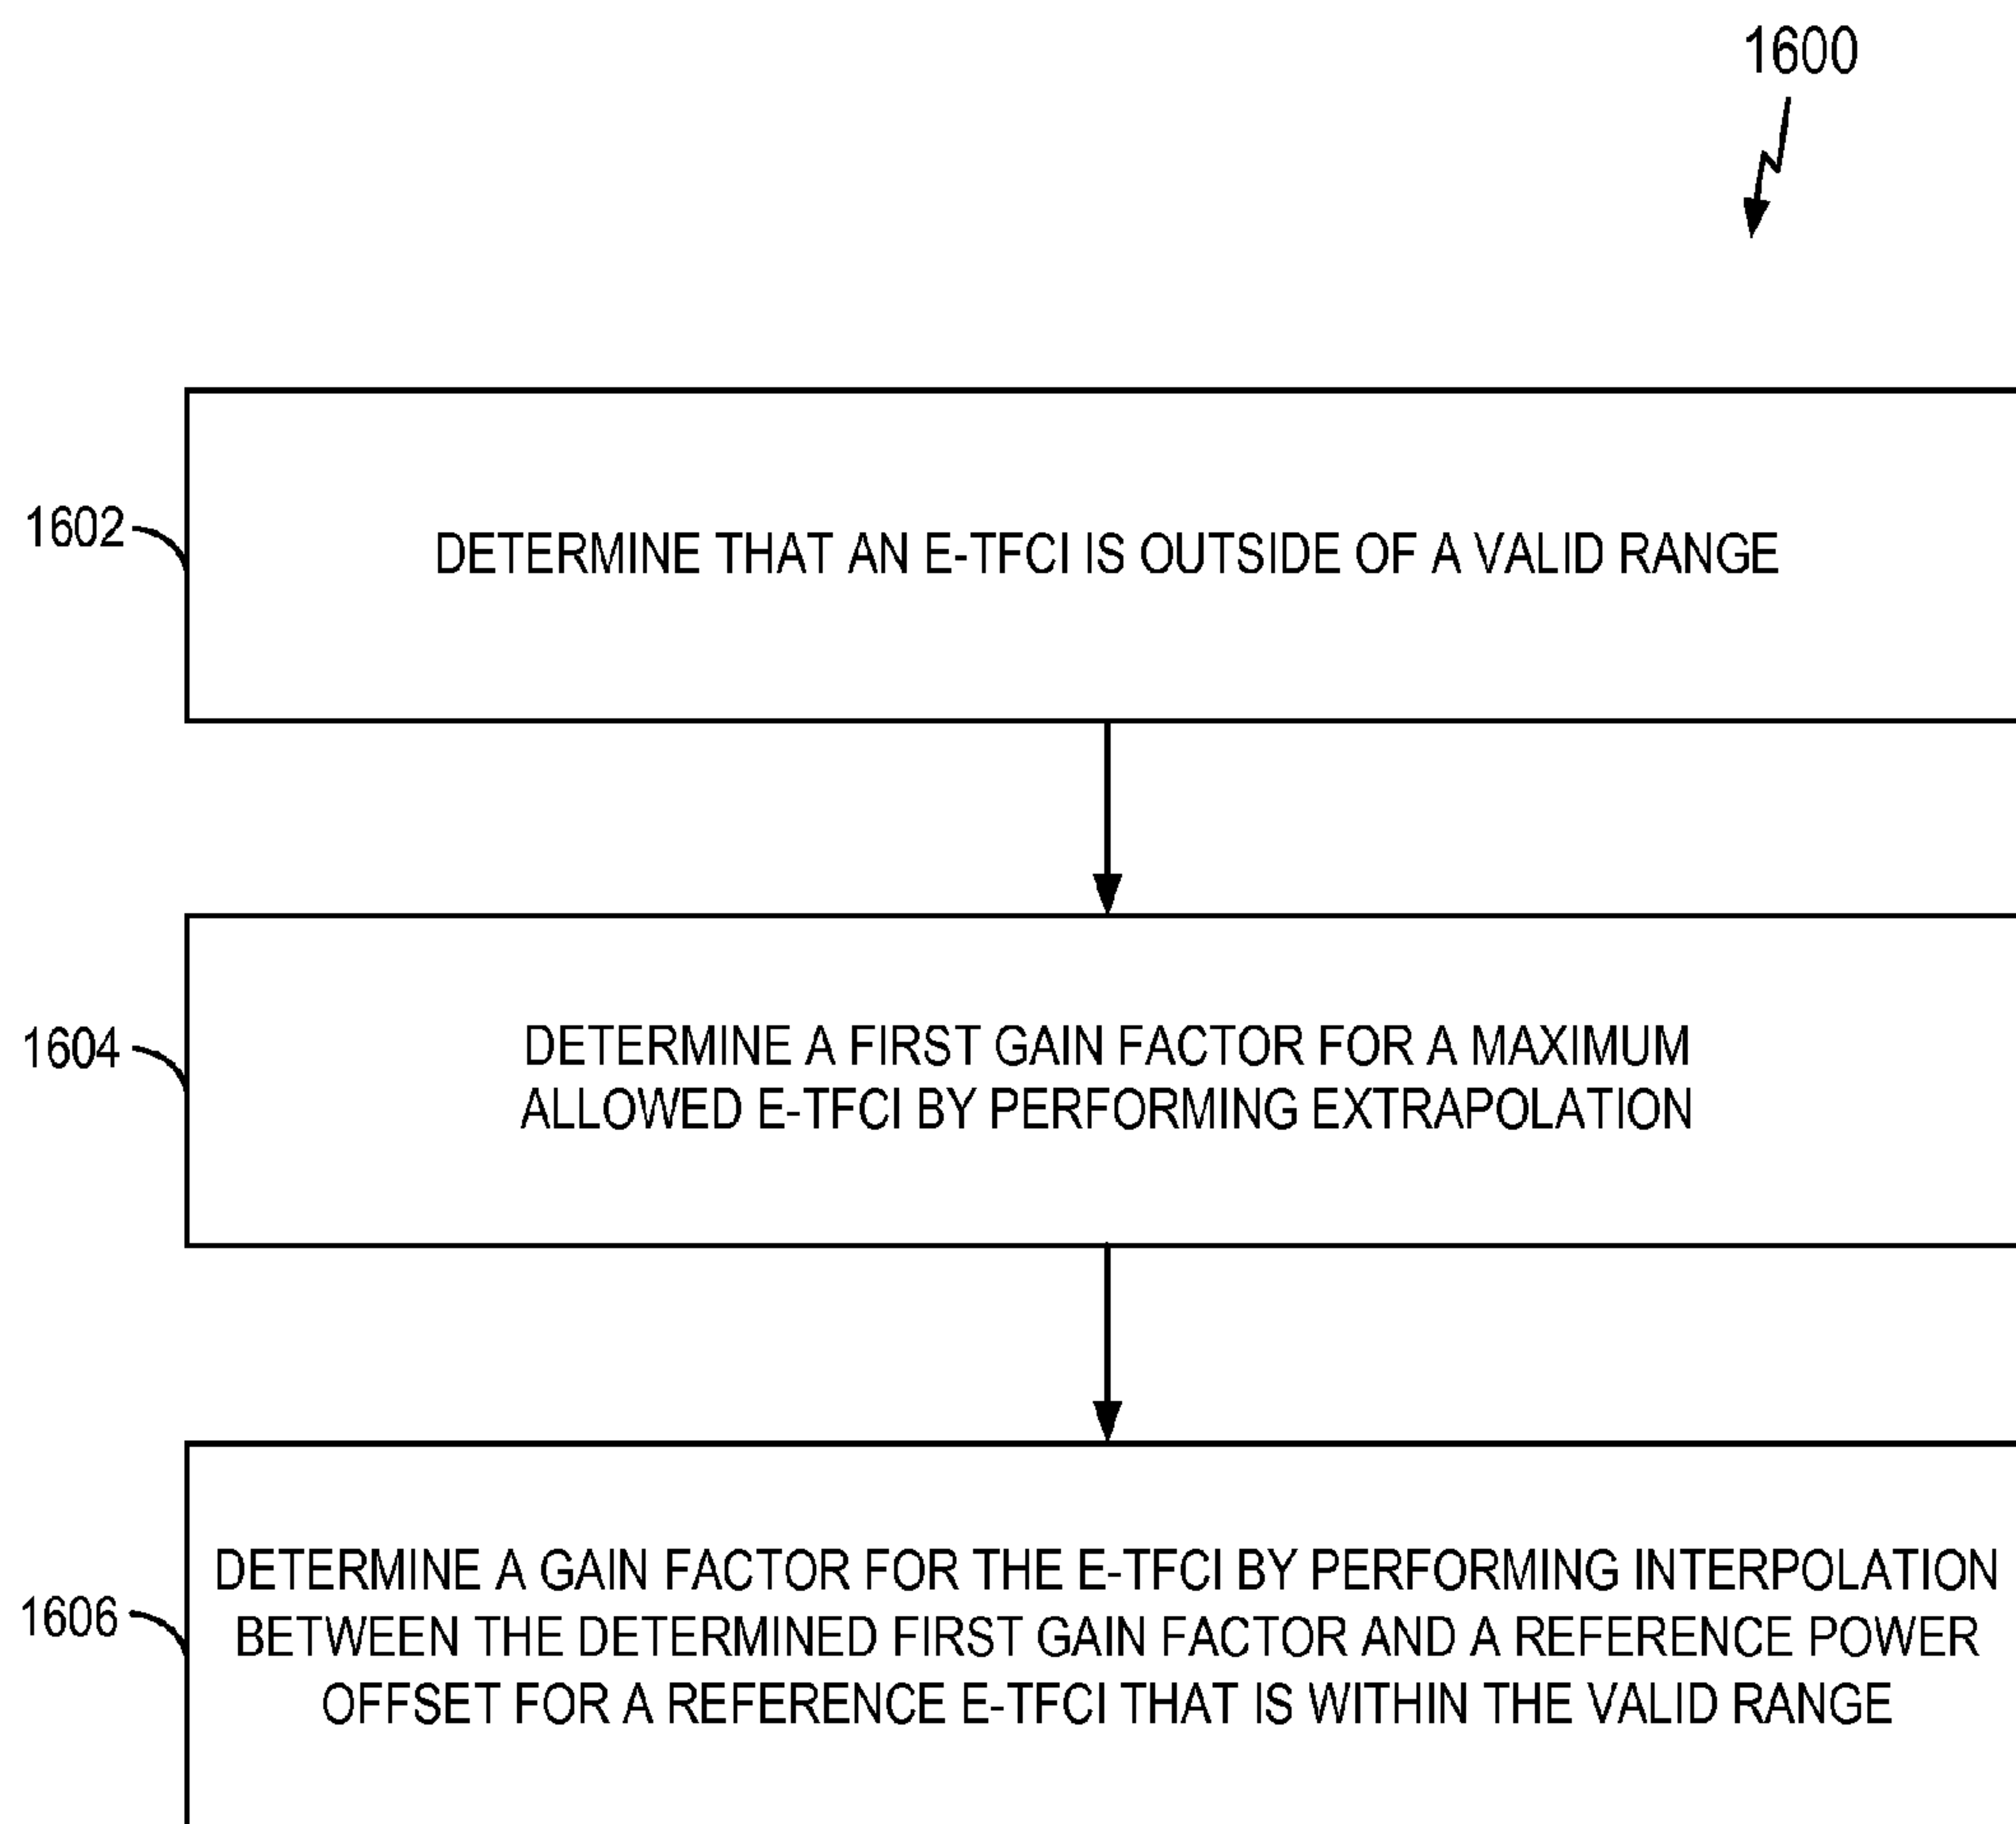 1600
1602
DETERMINE THAT AN E-TFCI IS OUTSIDE OF A VALID RANGE
1604
DETERMINE A FIRST GAIN FACTOR FOR A MAXIMUM
ALLOWED E-TFCI BY PERFORMING EXTRAPOLATION
1606
DETERMINE A GAIN FACTOR FOR THE E-TFCI BY PERFORMING INTERPOLATION
BETWEEN THE DETERMINED FIRST GAIN FACTOR AND A REFERENCE POWER
OFFSET FOR A REFERENCE E-TFCI THAT IS WITHIN THE VALID RANGE